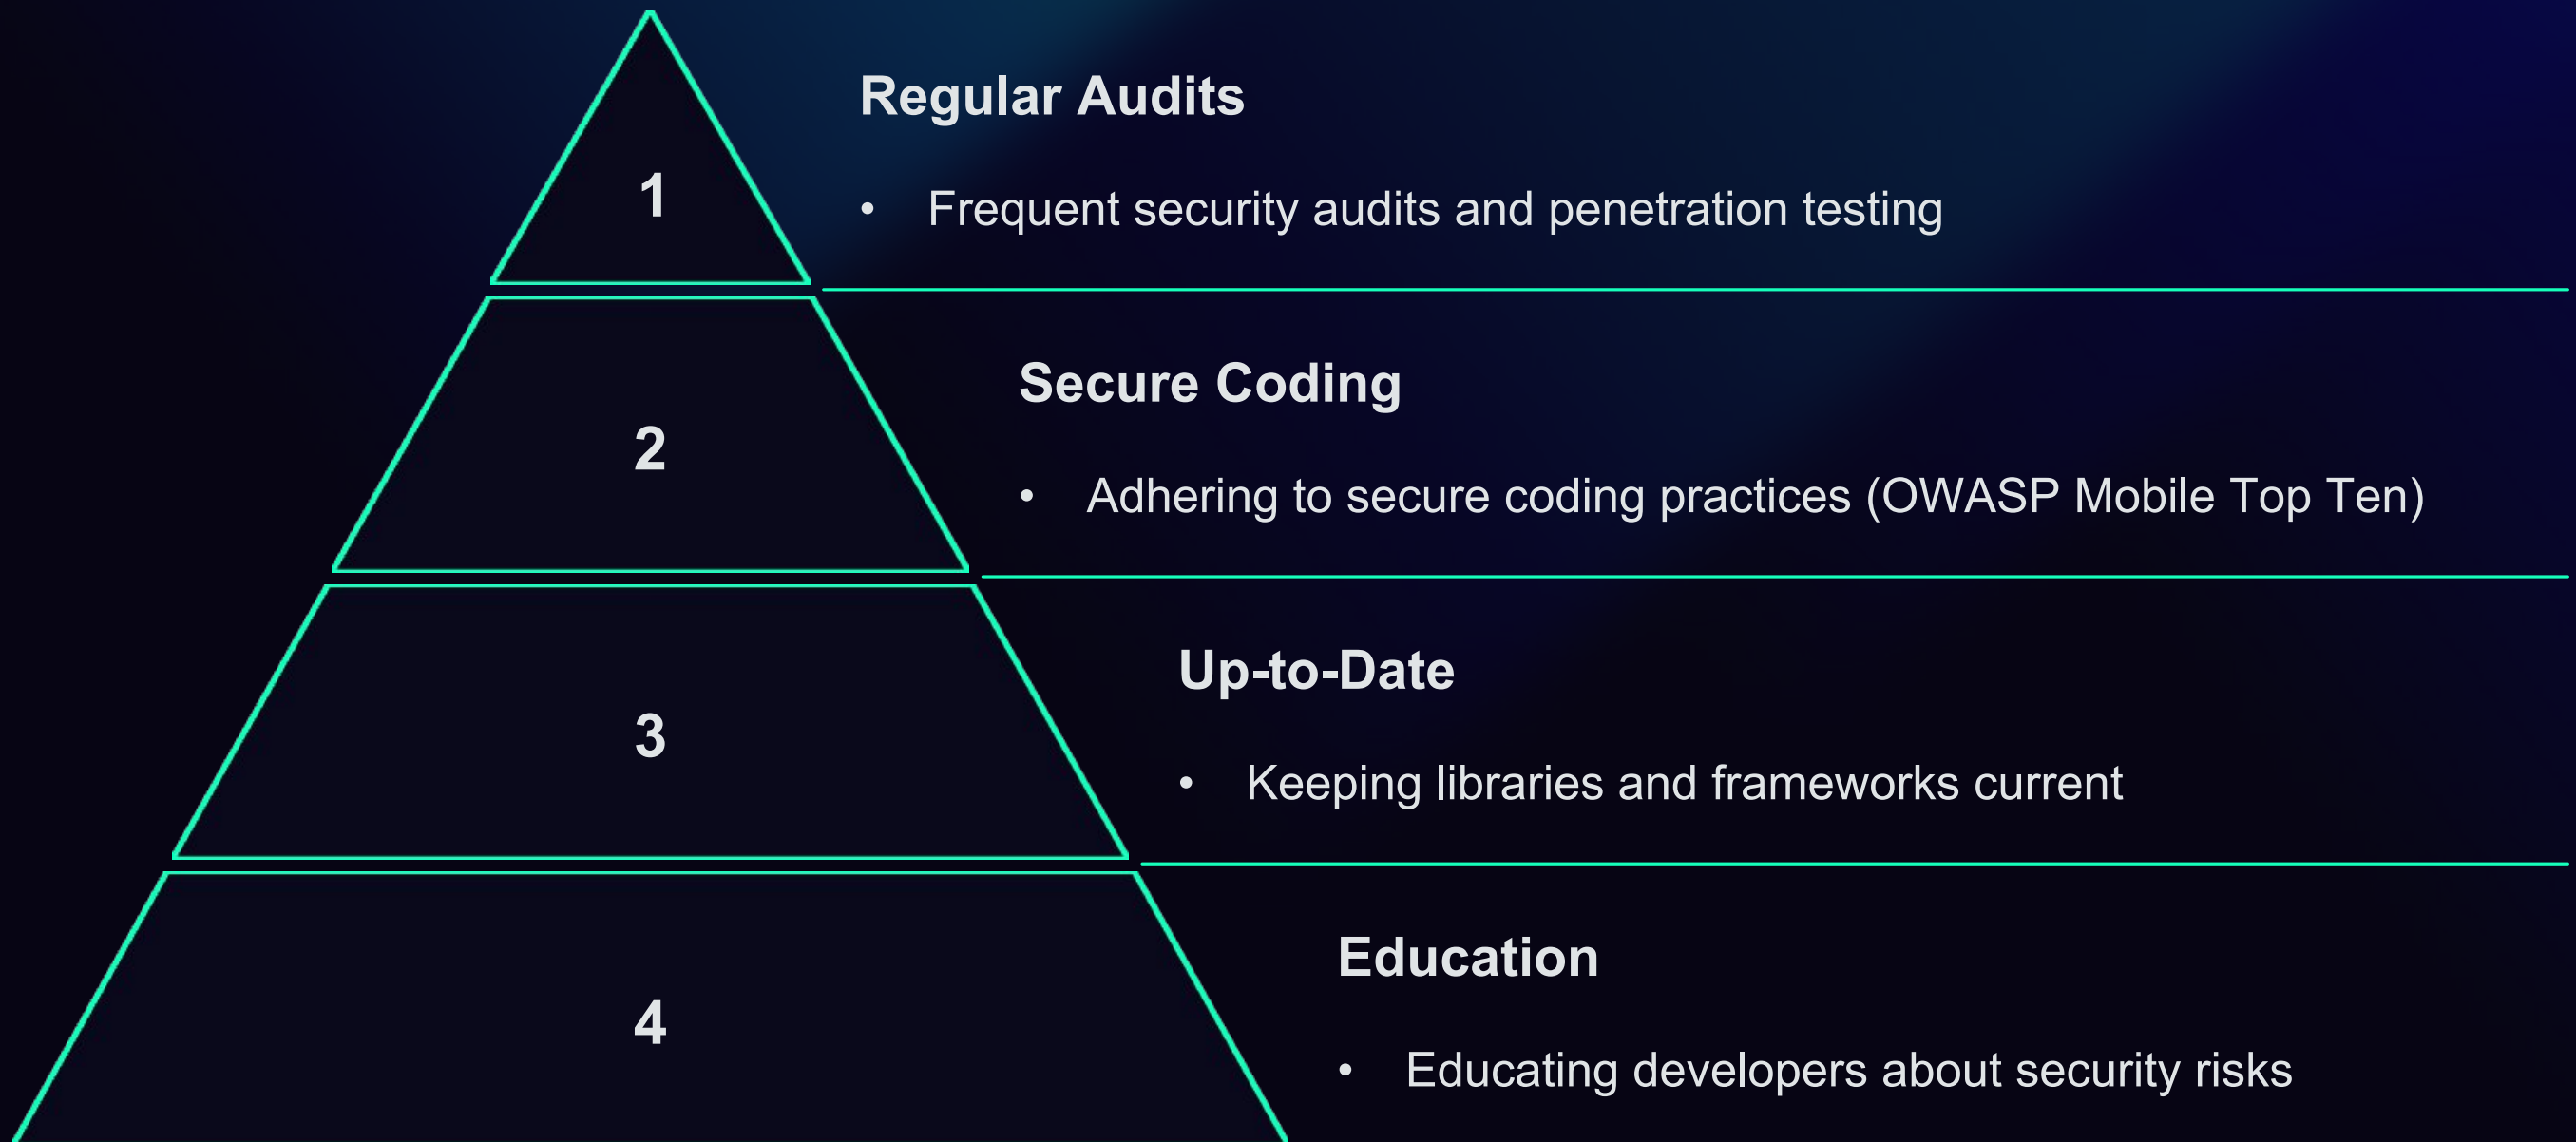 1
Regular Audits
• Frequent security audits and penetration testing
2
Secure Coding
• Adhering to secure coding practices (OWASP Mobile Top Ten)
3
Up-to-Date
• Keeping libraries and frameworks current
4
Education
• Educating developers about security risks